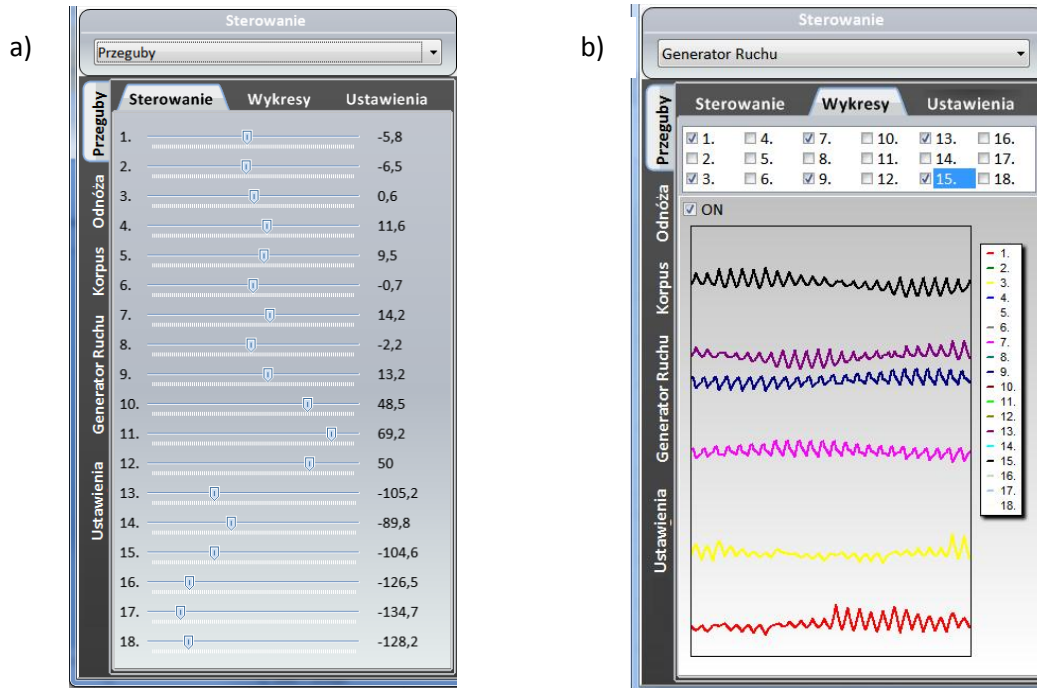 a)
Sterowanie
Przeguby
Sterowanie Wykresy Ustawienia
Przeguby
Odnóża
Korpus
Generator Ruchu
Ustawienia
1. -5,8
2. -6,5
3. 0,6
4. 11,6
5. 9,5
6. -0,7
7. 14,2
8. -2,2
9. 13,2
10. 48,5
11. 69,2
12. 50
13. -105,2
14. -89,8
15. -104,6
16. -126,5
17. -134,7
18. -128,2
b)
Sterowanie
Generator Ruchu
Sterowanie Wykresy Ustawienia
Przeguby
Odnóża
Korpus
Generator Ruchu
Ustawienia
1. 4. 7. 10. 13. 16.
2. 5. 8. 11. 14. 17.
3. 6. 9. 12. 15. 18.
ON
1.
2.
3.
4.
5.
6.
7.
8.
9.
10.
11.
12.
13.
14.
15.
16.
17.
18.